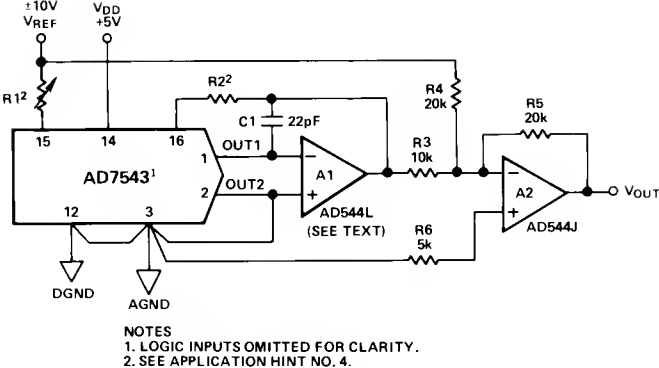 ±10V
VREF
VDD
+5V
R1²
R2²
C1
22pF
R4
20k
R5
20k
R3
10k
15
14
16
AD7543¹
1
OUT1
2
OUT2
−
A1
+
AD544L
(SEE TEXT)
−
A2
+
AD544J
VOUT
12
3
R6
5k
DGND
AGND
NOTES
1. LOGIC INPUTS OMITTED FOR CLARITY.
2. SEE APPLICATION HINT NO. 4.